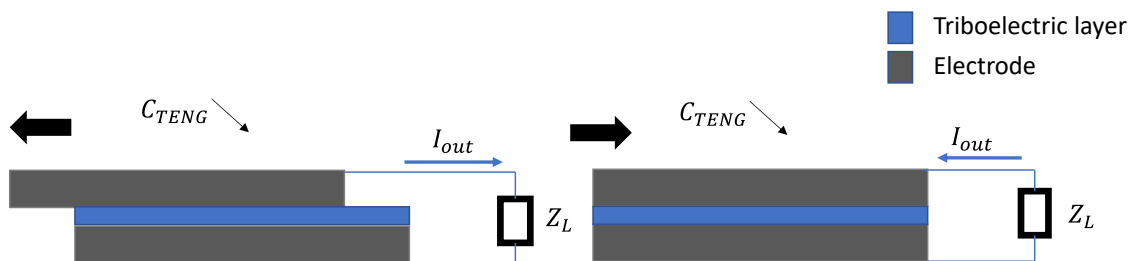 Triboelectric layer
Electrode
C_TENG
I_out
Z_L
C_TENG
I_out
Z_L